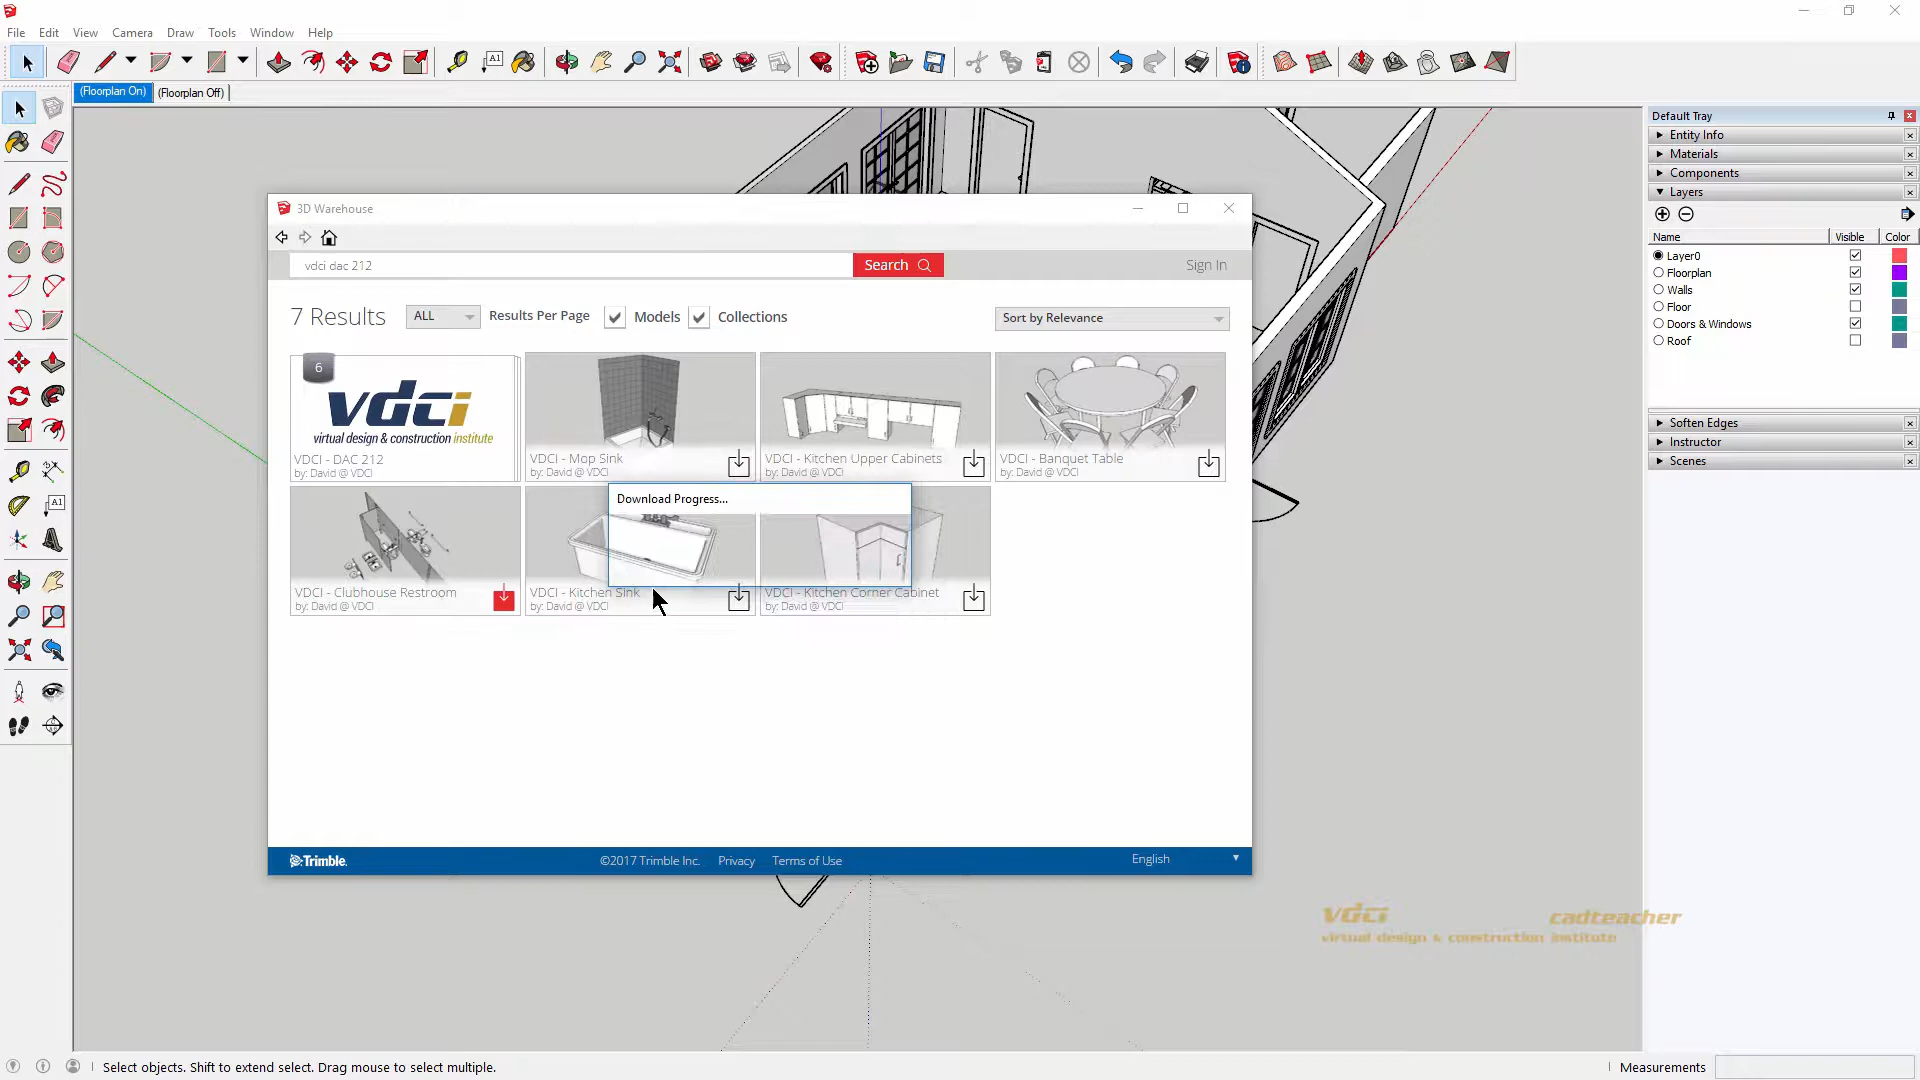 File Edit View Camera Draw Tools Window Help
A1
(Floorplan On) (Floorplan Off)
A1
3D Warehouse
vdci dac 212
Search
Sign In
7 Results
ALL
Results Per Page
Models
Collections
Sort by Relevance
6
vdci
virtual design & construction institute
VDCI - DAC 212
by: David @ VDCI
VDCI - Mop Sink
by: David @ VDCI
VDCI - Kitchen Upper Cabinets
by: David @ VDCI
VDCI - Banquet Table
by: David @ VDCI
Download Progress...
VDCI - Clubhouse Restroom
by: David @ VDCI
VDCI - Kitchen Sink
by: David @ VDCI
VDCI - Kitchen Corner Cabinet
by: David @ VDCI
Trimble.
©2017 Trimble Inc. Privacy Terms of Use
English
Default Tray
Entity Info
Materials
Components
Layers
Name Visible Color
Layer0
Floorplan
Walls
Floor
Doors & Windows
Roof
Soften Edges
Instructor
Scenes
vdci cadteacher
virtual design & construction institute
Select objects. Shift to extend select. Drag mouse to select multiple.
Measurements